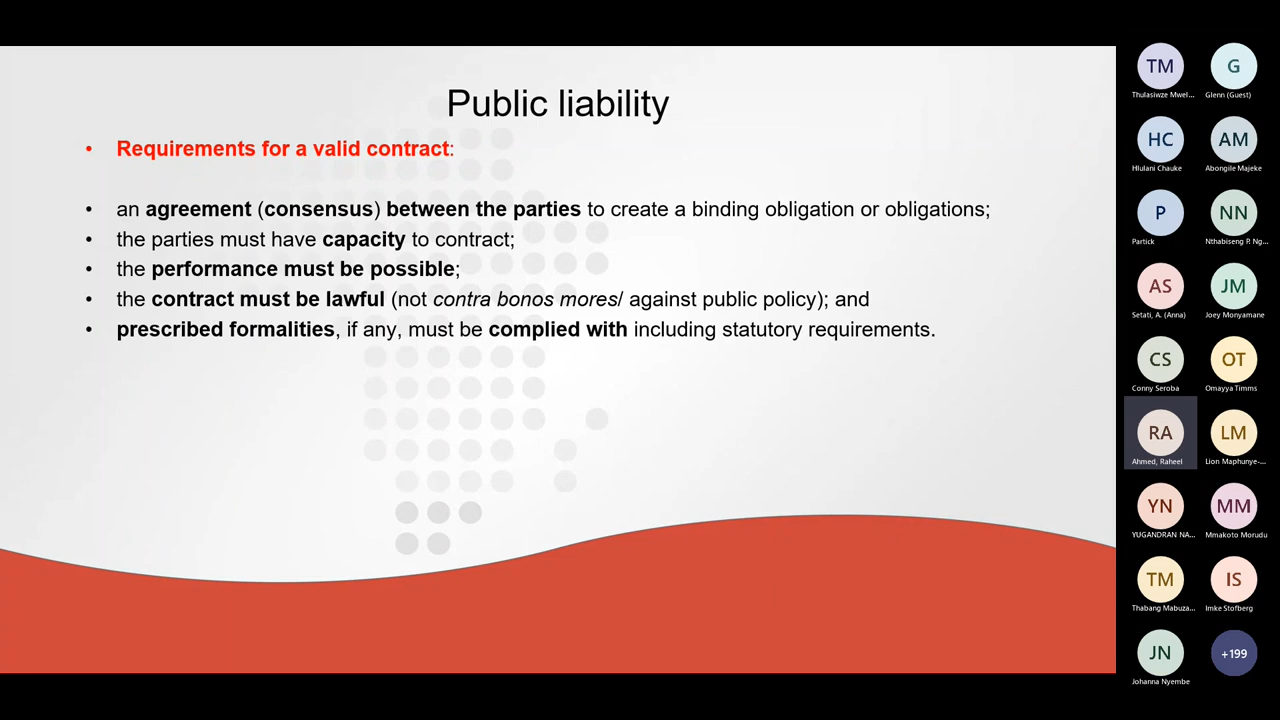 Public liability
• Requirements for a valid contract:
• an agreement (consensus) between the parties to create a binding obligation or obligations;
• the parties must have capacity to contract;
• the performance must be possible;
• the contract must be lawful (not contra bonos mores/ against public policy); and
• prescribed formalities, if any, must be complied with including statutory requirements.
TM G
Thulasiwze Mwel... Glenn (Guest)
HC AM
Hlulani Chauke Abongile Majeke
P NN
Partick Nthabiseng P. Ng...
AS JM
Setati, A. (Anna) Joey Monyamane
CS OT
Conny Seroba Omayya Timms
RA LM
Ahmed, Raheel Lion Maphunye-...
YN MM
YUGANDRAN NA... Mmakoto Morudu
TM IS
Thabang Mabuza... Imke Stofberg
JN +199
Johanna Nyembe